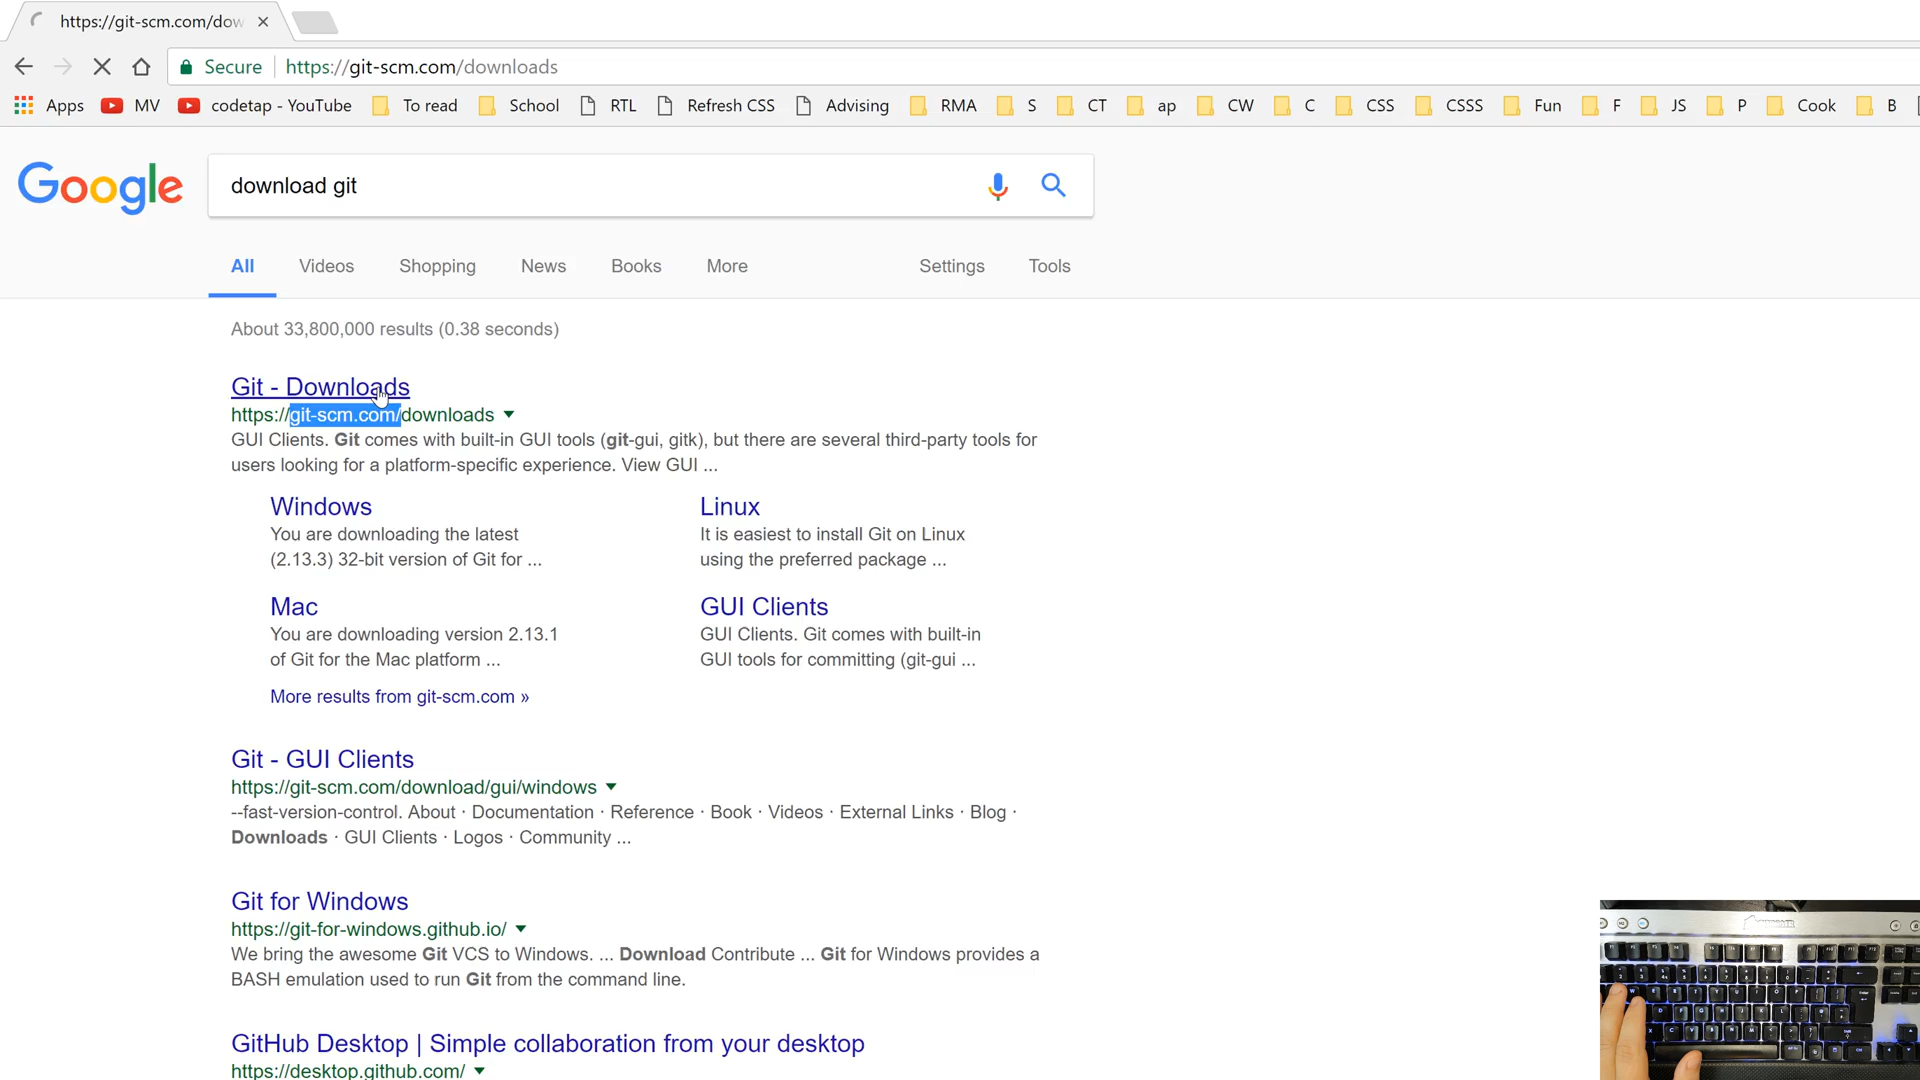 https://git-scm.com/dow
Secure https://git-scm.com/downloads
Apps MV codetap - YouTube To read School RTL Refresh CSS Advising RMA S CT ap CW C CSS CSSS Fun F JS P Cook B
Google download git
All Videos Shopping News Books More Settings Tools
About 33,800,000 results (0.38 seconds)
Git - Downloads
https://git-scm.com/downloads
GUI Clients. Git comes with built-in GUI tools (git-gui, gitk), but there are several third-party tools for
users looking for a platform-specific experience. View GUI ...
Windows
You are downloading the latest
(2.13.3) 32-bit version of Git for ...
Linux
It is easiest to install Git on Linux
using the preferred package ...
Mac
You are downloading version 2.13.1
of Git for the Mac platform ...
GUI Clients
GUI Clients. Git comes with built-in
GUI tools for committing (git-gui ...
More results from git-scm.com »
Git - GUI Clients
https://git-scm.com/download/gui/windows
--fast-version-control. About · Documentation · Reference · Book · Videos · External Links · Blog ·
Downloads · GUI Clients · Logos · Community ...
Git for Windows
https://git-for-windows.github.io/
We bring the awesome Git VCS to Windows. ... Download Contribute ... Git for Windows provides a
BASH emulation used to run Git from the command line.
GitHub Desktop | Simple collaboration from your desktop
https://desktop.github.com/